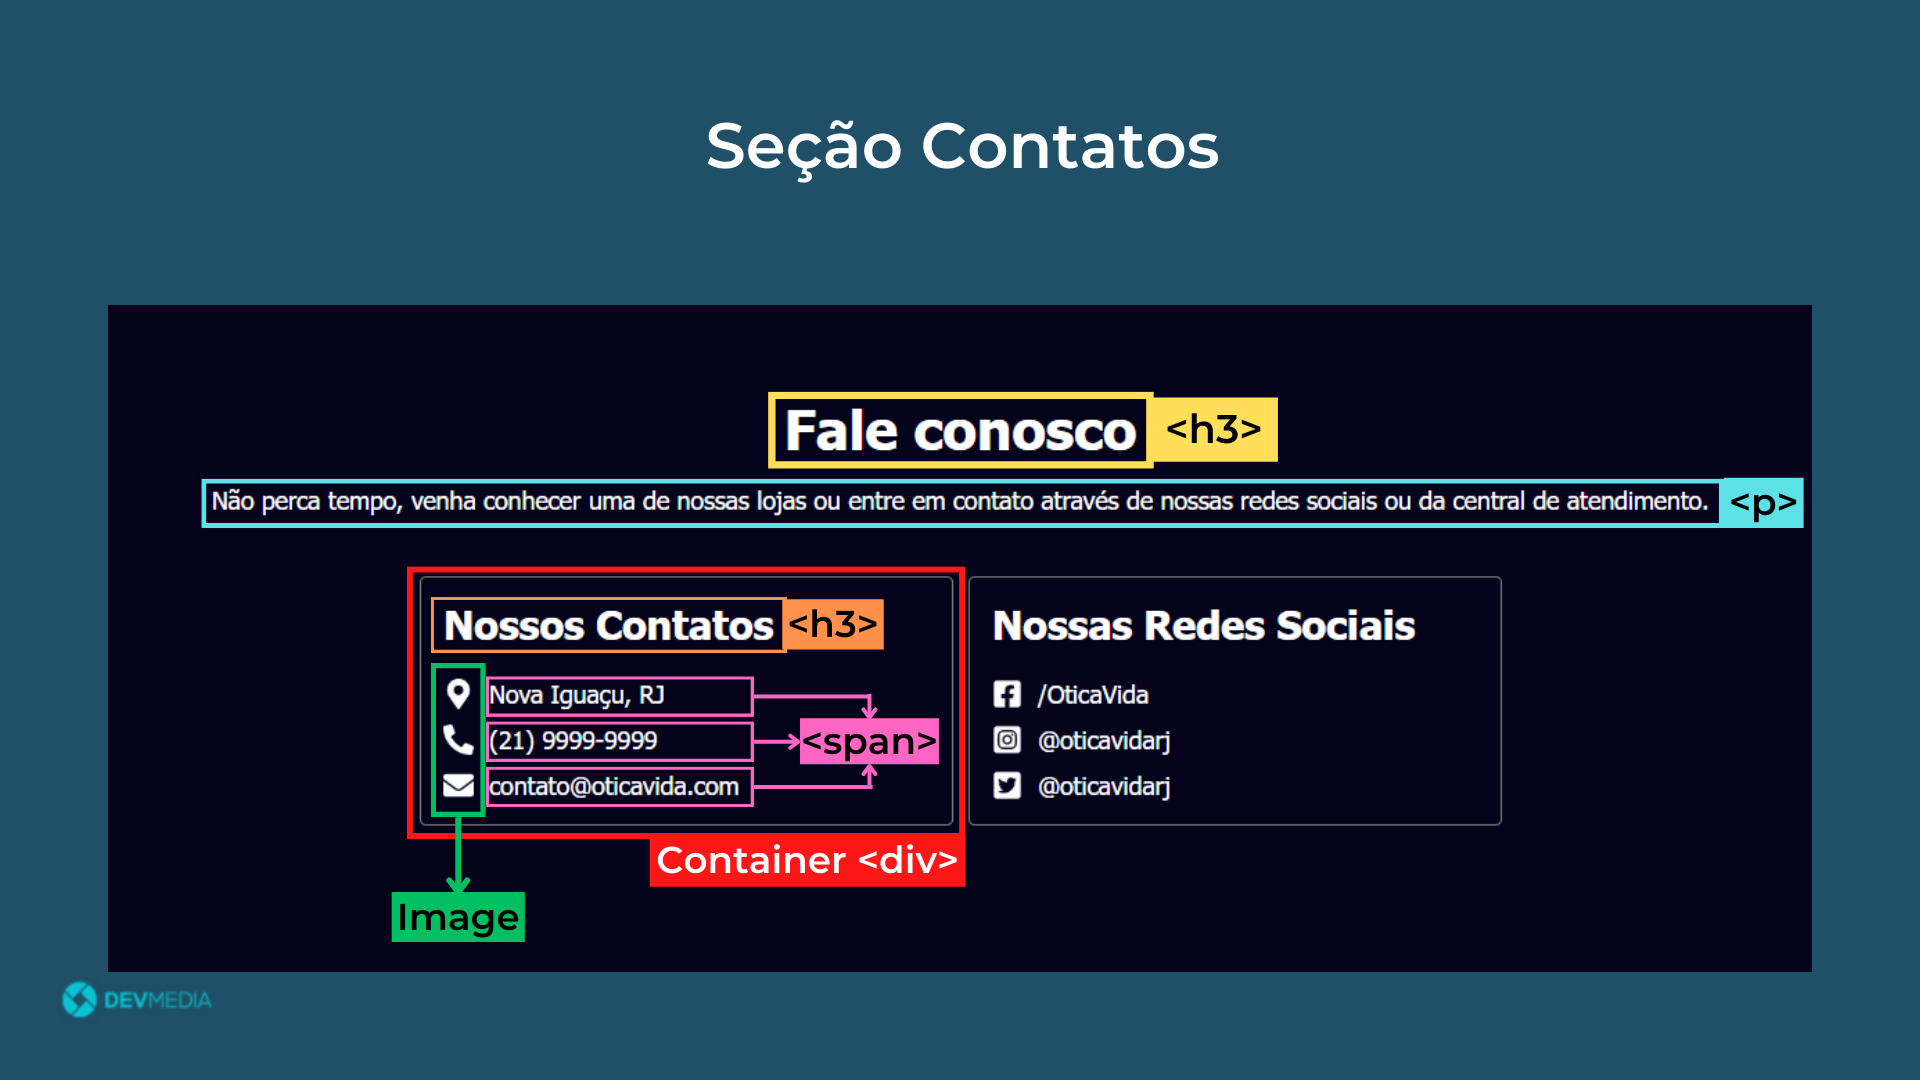 Seção Contatos
Fale conosco <h3>
Não perca tempo, venha conhecer uma de nossas lojas ou entre em contato através de nossas redes sociais ou da central de atendimento. <p>
Nossos Contatos <h3>
Nova Iguaçu, RJ
(21) 9999-9999 <span>
contato@oticavida.com
Container <div>
Image
Nossas Redes Sociais
/OticaVida
@oticavidarj
@oticavidarj
DEVMEDIA